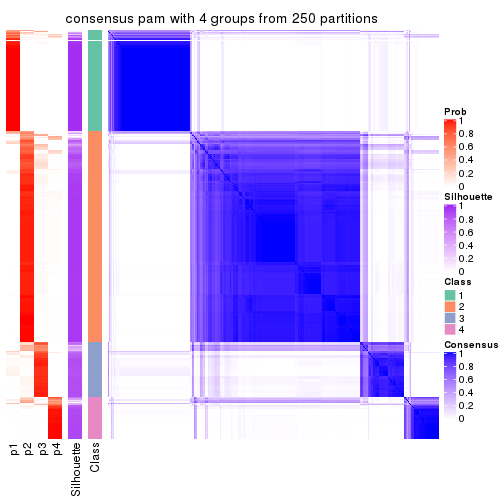 consensus pam with 4 groups from 250 partitions
Prob
1
0.8
0.6
0.4
0.2
0
Silhouette
1
0.8
0.6
0.4
0.2
0
Class
1
2
3
4
Consensus
1
0.8
0.6
0.4
0.2
0
p1
p2
p3
p4
Silhouette
Class